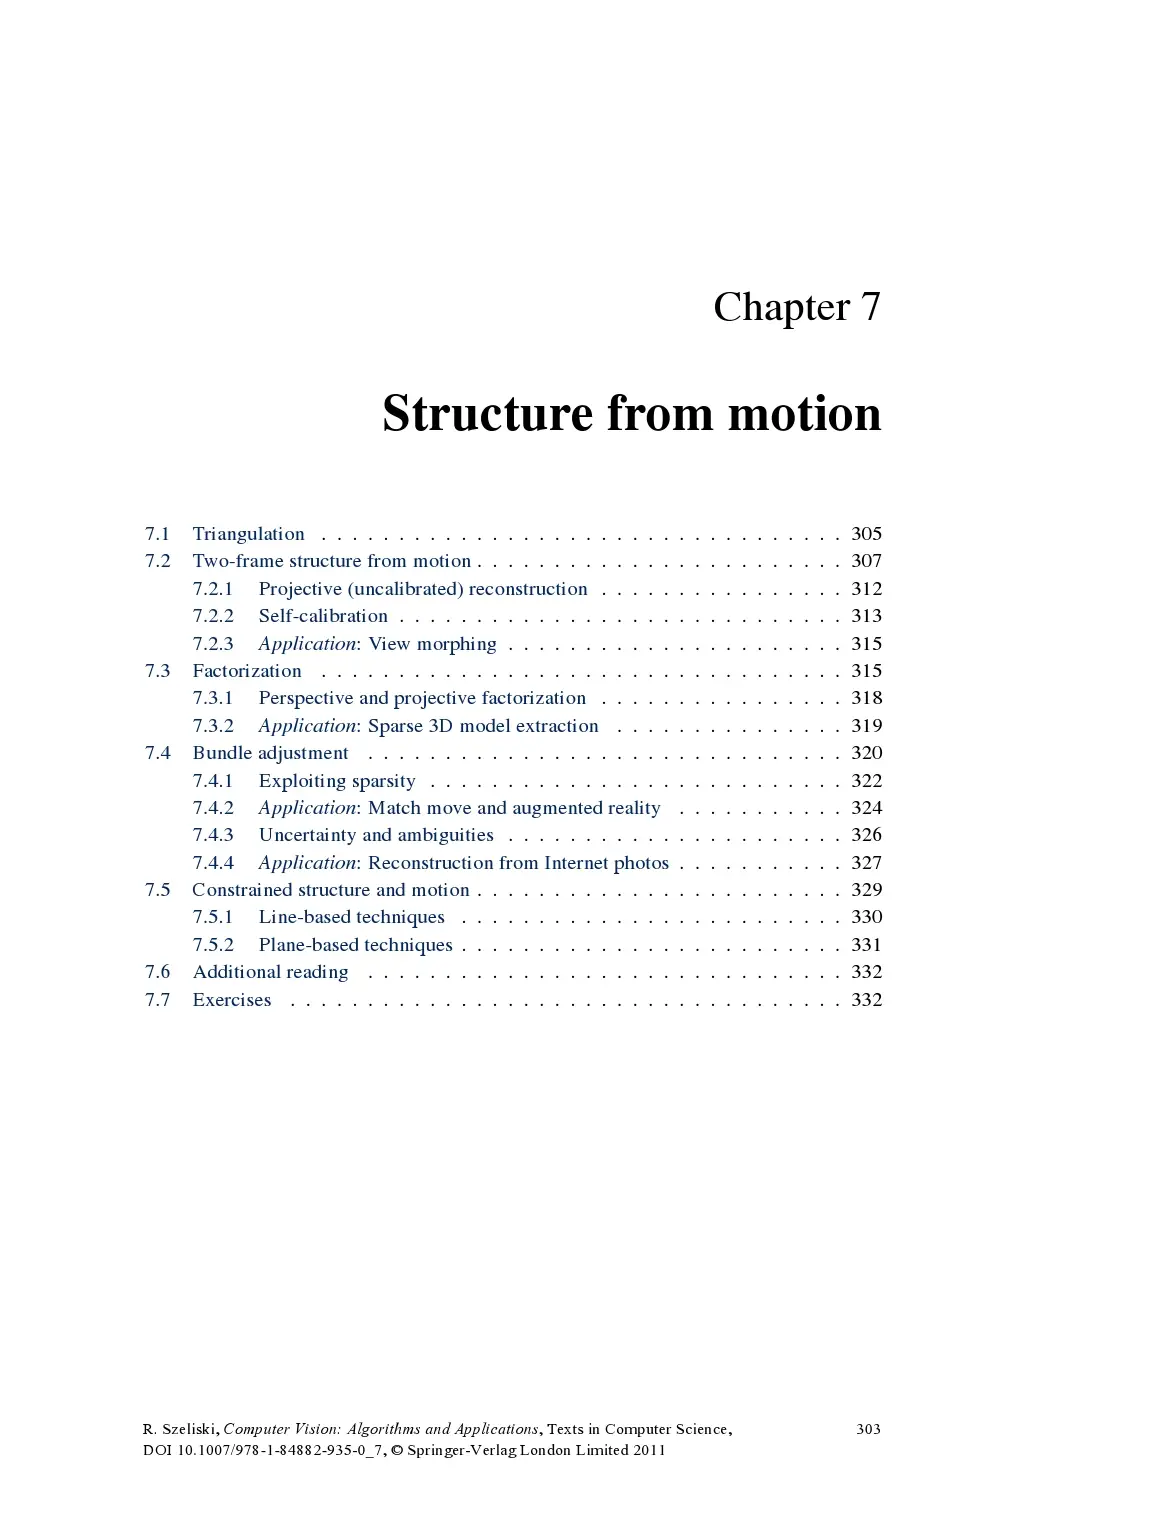 Chapter 7
Structure from motion
7.1 Triangulation . . . . . . . . . . . . . . . . . . . . . . . . . . . . . . . . . . 305
7.2 Two-frame structure from motion . . . . . . . . . . . . . . . . . . . . . . . . 307
7.2.1 Projective (uncalibrated) reconstruction . . . . . . . . . . . . . . . . 312
7.2.2 Self-calibration . . . . . . . . . . . . . . . . . . . . . . . . . . . . . 313
7.2.3 Application: View morphing . . . . . . . . . . . . . . . . . . . . . . 315
7.3 Factorization . . . . . . . . . . . . . . . . . . . . . . . . . . . . . . . . . . 315
7.3.1 Perspective and projective factorization . . . . . . . . . . . . . . . . 318
7.3.2 Application: Sparse 3D model extraction . . . . . . . . . . . . . . . 319
7.4 Bundle adjustment . . . . . . . . . . . . . . . . . . . . . . . . . . . . . . . 320
7.4.1 Exploiting sparsity . . . . . . . . . . . . . . . . . . . . . . . . . . . 322
7.4.2 Application: Match move and augmented reality . . . . . . . . . . . 324
7.4.3 Uncertainty and ambiguities . . . . . . . . . . . . . . . . . . . . . . 326
7.4.4 Application: Reconstruction from Internet photos . . . . . . . . . . . 327
7.5 Constrained structure and motion . . . . . . . . . . . . . . . . . . . . . . . . 329
7.5.1 Line-based techniques . . . . . . . . . . . . . . . . . . . . . . . . . 330
7.5.2 Plane-based techniques . . . . . . . . . . . . . . . . . . . . . . . . . 331
7.6 Additional reading . . . . . . . . . . . . . . . . . . . . . . . . . . . . . . . 332
7.7 Exercises . . . . . . . . . . . . . . . . . . . . . . . . . . . . . . . . . . . . 332
R. Szeliski, Computer Vision: Algorithms and Applications, Texts in Computer Science, 303
DOI 10.1007/978-1-84882-935-0_7, © Springer-Verlag London Limited 2011